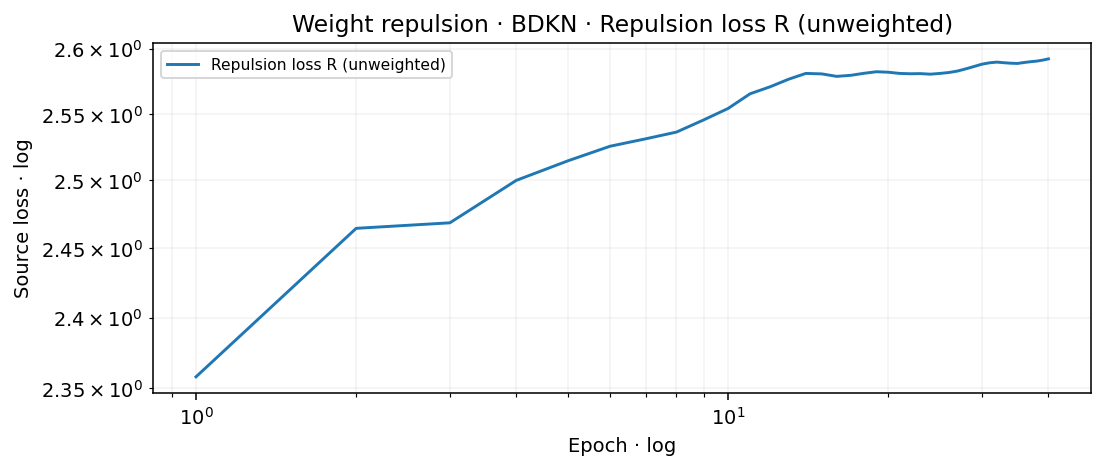 Weight repulsion · BDKN · Repulsion loss R (unweighted)
Repulsion loss R (unweighted)
Source loss · log
2.6 × 10⁰
2.55 × 10⁰
2.5 × 10⁰
2.45 × 10⁰
2.4 × 10⁰
2.35 × 10⁰
10⁰ 10¹
Epoch · log